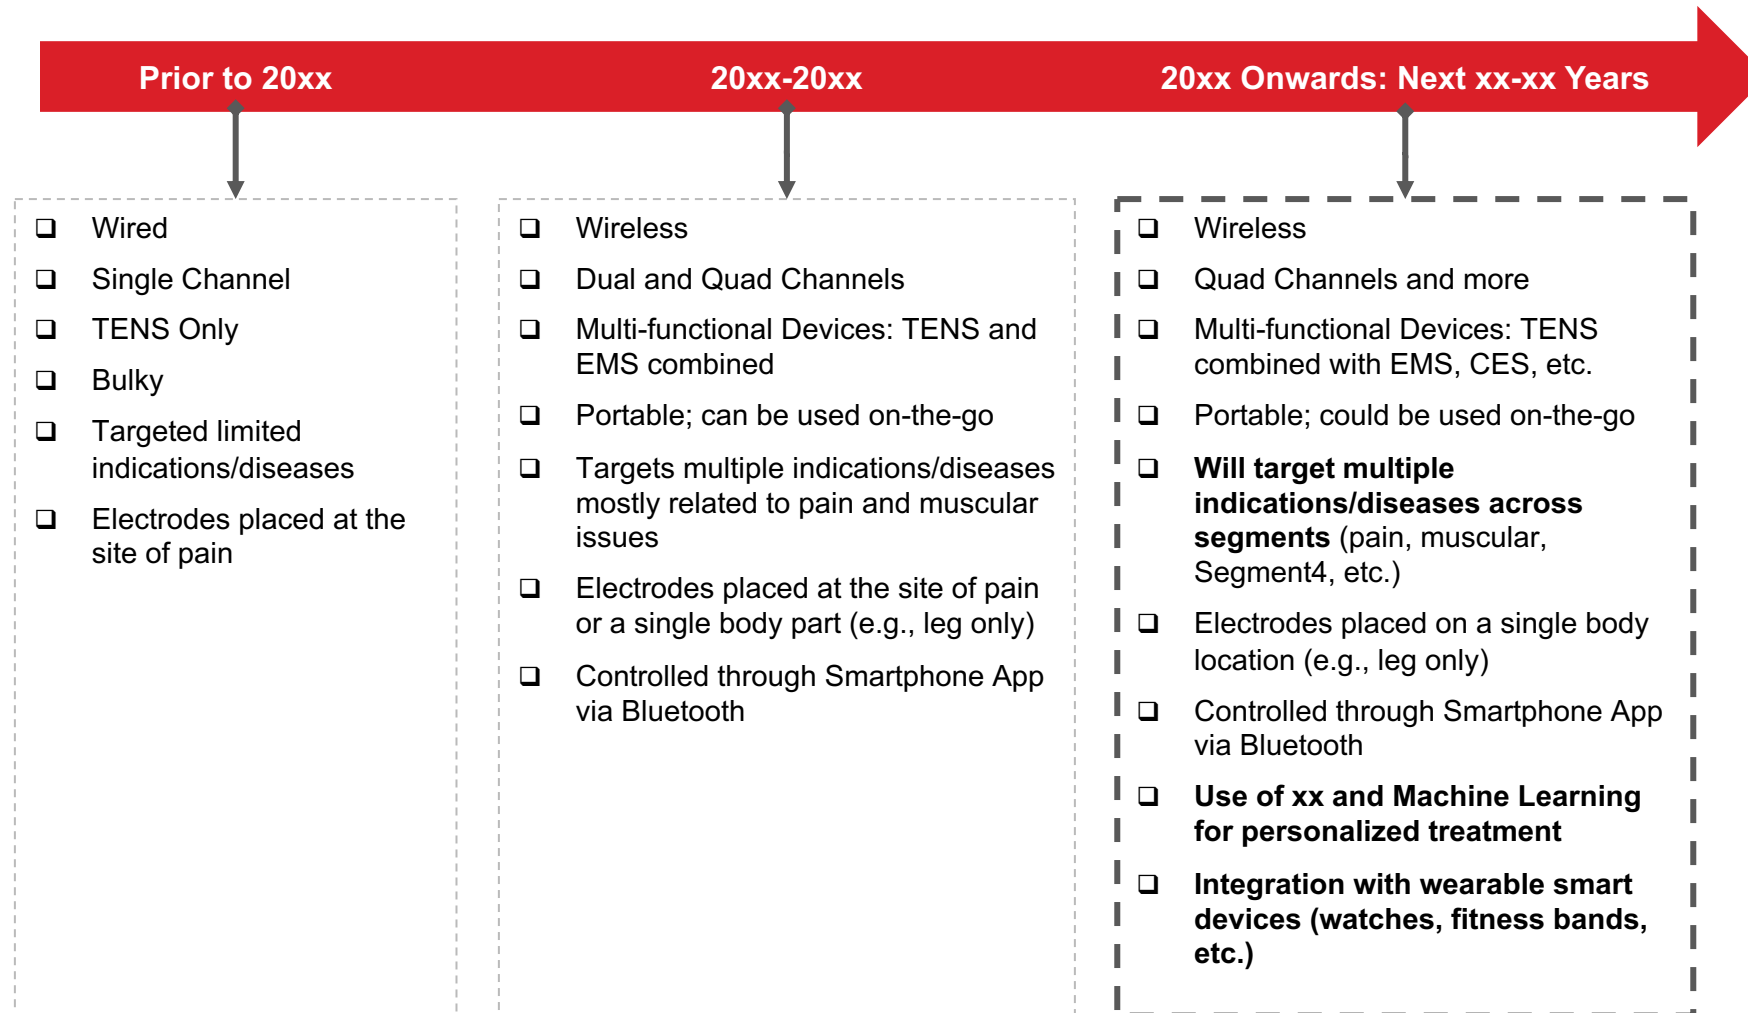 Prior to 20xx
20xx-20xx
20xx Onwards: Next xx-xx Years
Wired
Single Channel
TENS Only
Bulky
Targeted limited
indications/diseases
Electrodes placed at the
site of pain
Wireless
Dual and Quad Channels
Multi-functional Devices: TENS and
EMS combined
Portable; can be used on-the-go
Targets multiple indications/diseases
mostly related to pain and muscular
issues
Electrodes placed at the site of pain
or a single body part (e.g., leg only)
Controlled through Smartphone App
via Bluetooth
Wireless
Quad Channels and more
Multi-functional Devices: TENS
combined with EMS, CES, etc.
Portable; could be used on-the-go
Will target multiple
indications/diseases across
segments (pain, muscular,
Segment4, etc.)
Electrodes placed on a single body
location (e.g., leg only)
Controlled through Smartphone App
via Bluetooth
Use of xx and Machine Learning
for personalized treatment
Integration with wearable smart
devices (watches, fitness bands,
etc.)